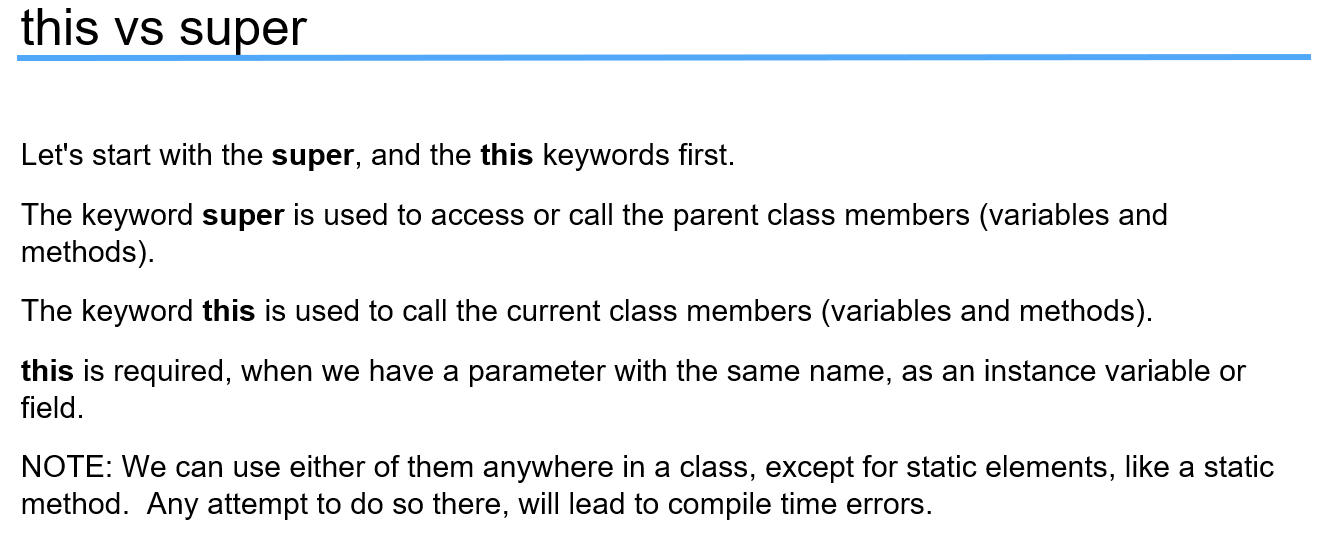 this vs super
Let's start with the super, and the this keywords first.
The keyword super is used to access or call the parent class members (variables and
methods).
The keyword this is used to call the current class members (variables and methods).
this is required, when we have a parameter with the same name, as an instance variable or
field.
NOTE: We can use either of them anywhere in a class, except for static elements, like a static
method.  Any attempt to do so there, will lead to compile time errors.